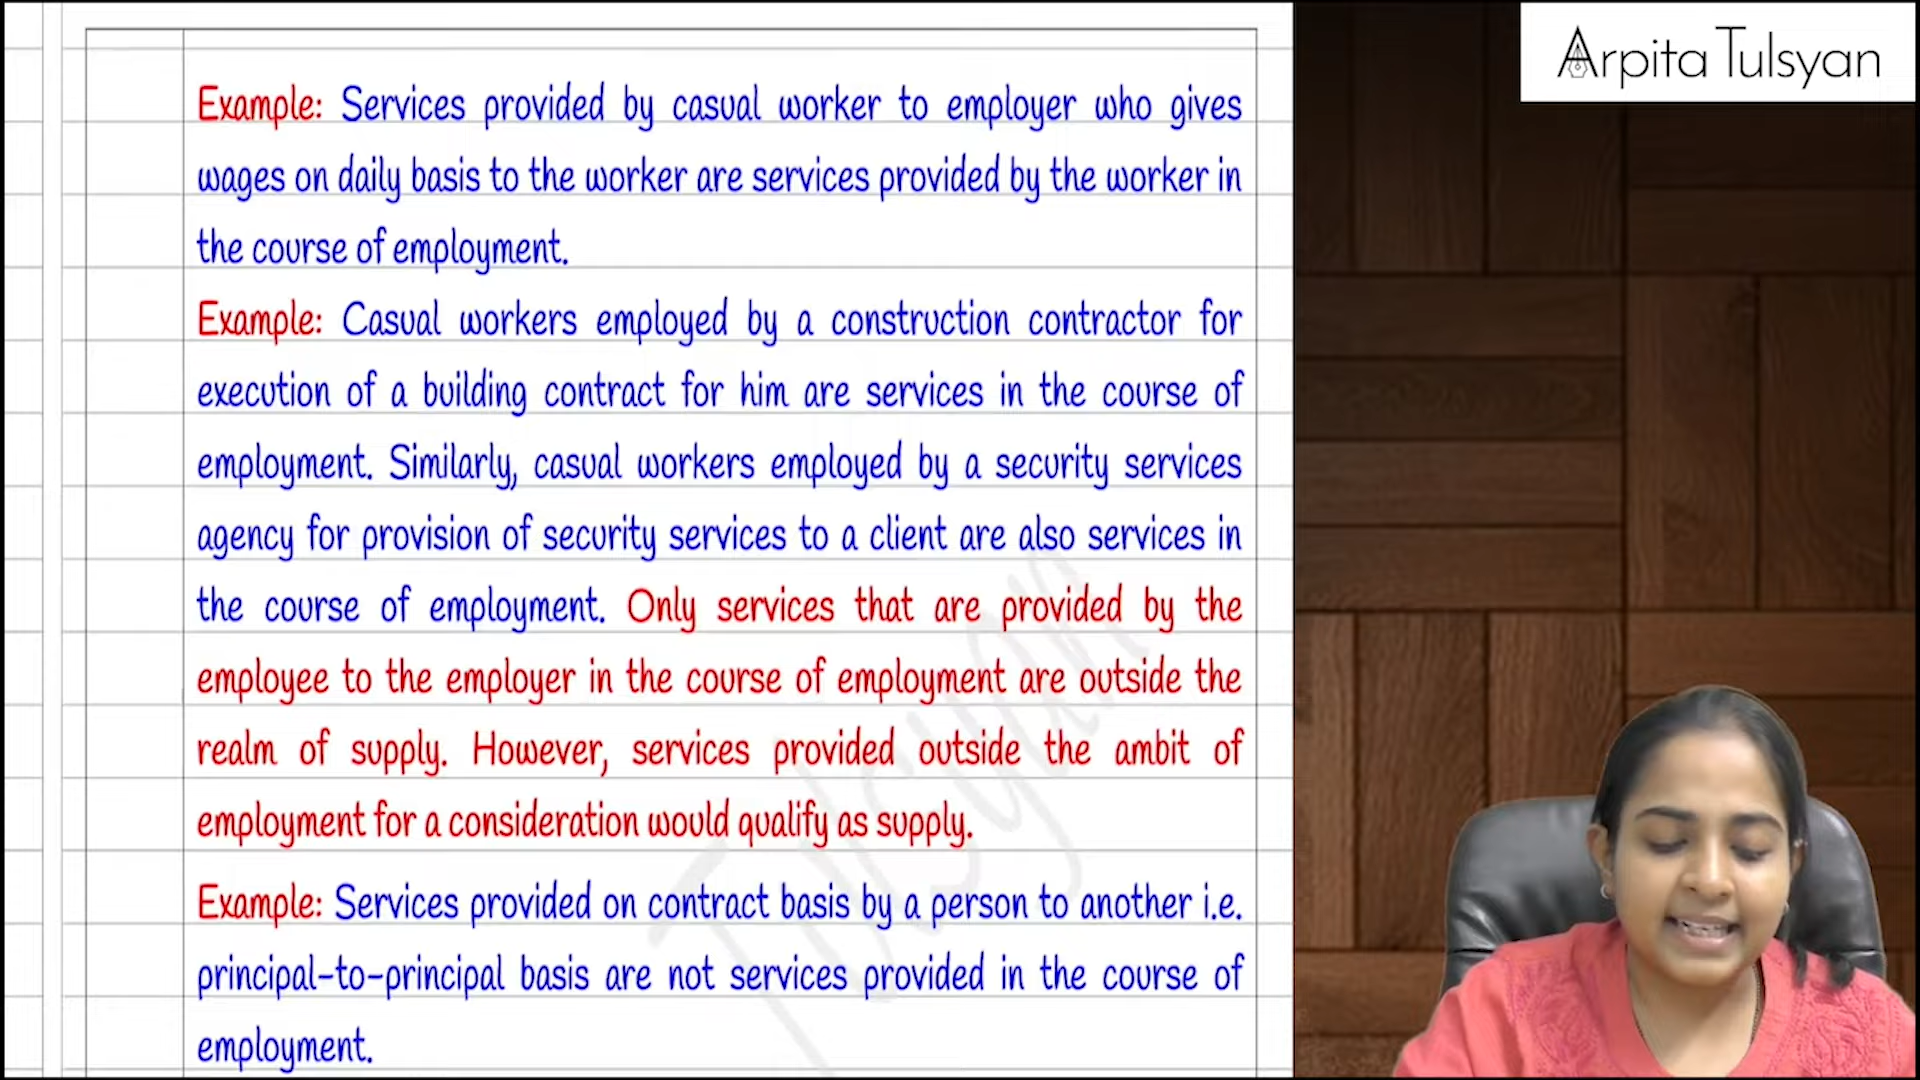 Arpita Tulsyan
Example: Services provided by casual worker to employer who gives
wages on daily basis to the worker are services provided by the worker in
the course of employment.
Example: Casual workers employed by a construction contractor for
execution of a building contract for him are services in the course of
employment. Similarly, casual workers employed by a security services
agency for provision of security services to a client are also services in
the course of employment. Only services that are provided by the
employee to the employer in the course of employment are outside the
realm of supply. However, services provided outside the ambit of
employment for a consideration would qualify as supply.
Example: Services provided on contract basis by a person to another i.e.
principal-to-principal basis are not services provided in the course of
employment.
Tulsyan